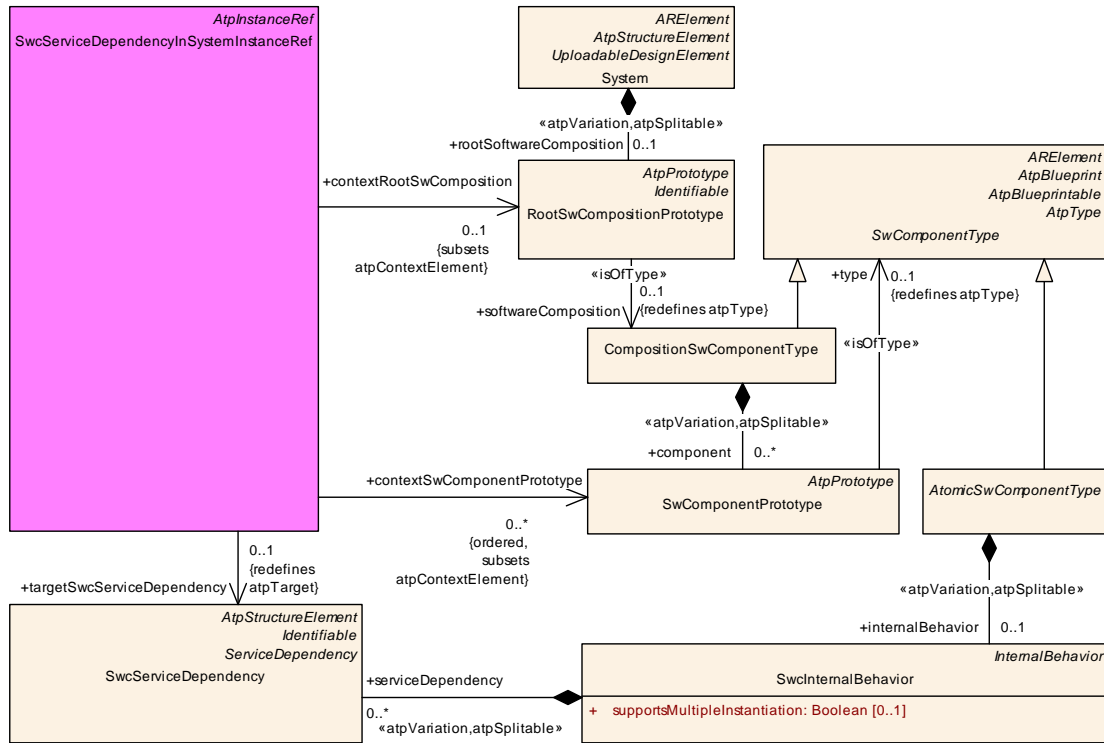 AtpInstanceRef
SwcServiceDependencyInSystemInstanceRef
ARElement
AtpStructureElement
UploadableDesignElement
System
«atpVariation,atpSplitable»
+rootSoftwareComposition
0..1
+contextRootSwComposition
0..1
{subsets
atpContextElement}
AtpPrototype
Identifiable
RootSwCompositionPrototype
ARElement
AtpBlueprint
AtpBlueprintable
AtpType
SwComponentType
«isOfType»
0..1
+softwareComposition
{redefines atpType}
+type
0..1
{redefines atpType}
«isOfType»
CompositionSwComponentType
«atpVariation,atpSplitable»
+component
0..*
+contextSwComponentPrototype
0..*
{ordered,
subsets
atpContextElement}
AtpPrototype
SwComponentPrototype
AtomicSwComponentType
0..1
{redefines
atpTarget}
+targetSwcServiceDependency
«atpVariation,atpSplitable»
+internalBehavior
0..1
AtpStructureElement
Identifiable
ServiceDependency
SwcServiceDependency
+serviceDependency
0..*
«atpVariation,atpSplitable»
InternalBehavior
SwcInternalBehavior
+ supportsMultipleInstantiation: Boolean [0..1]